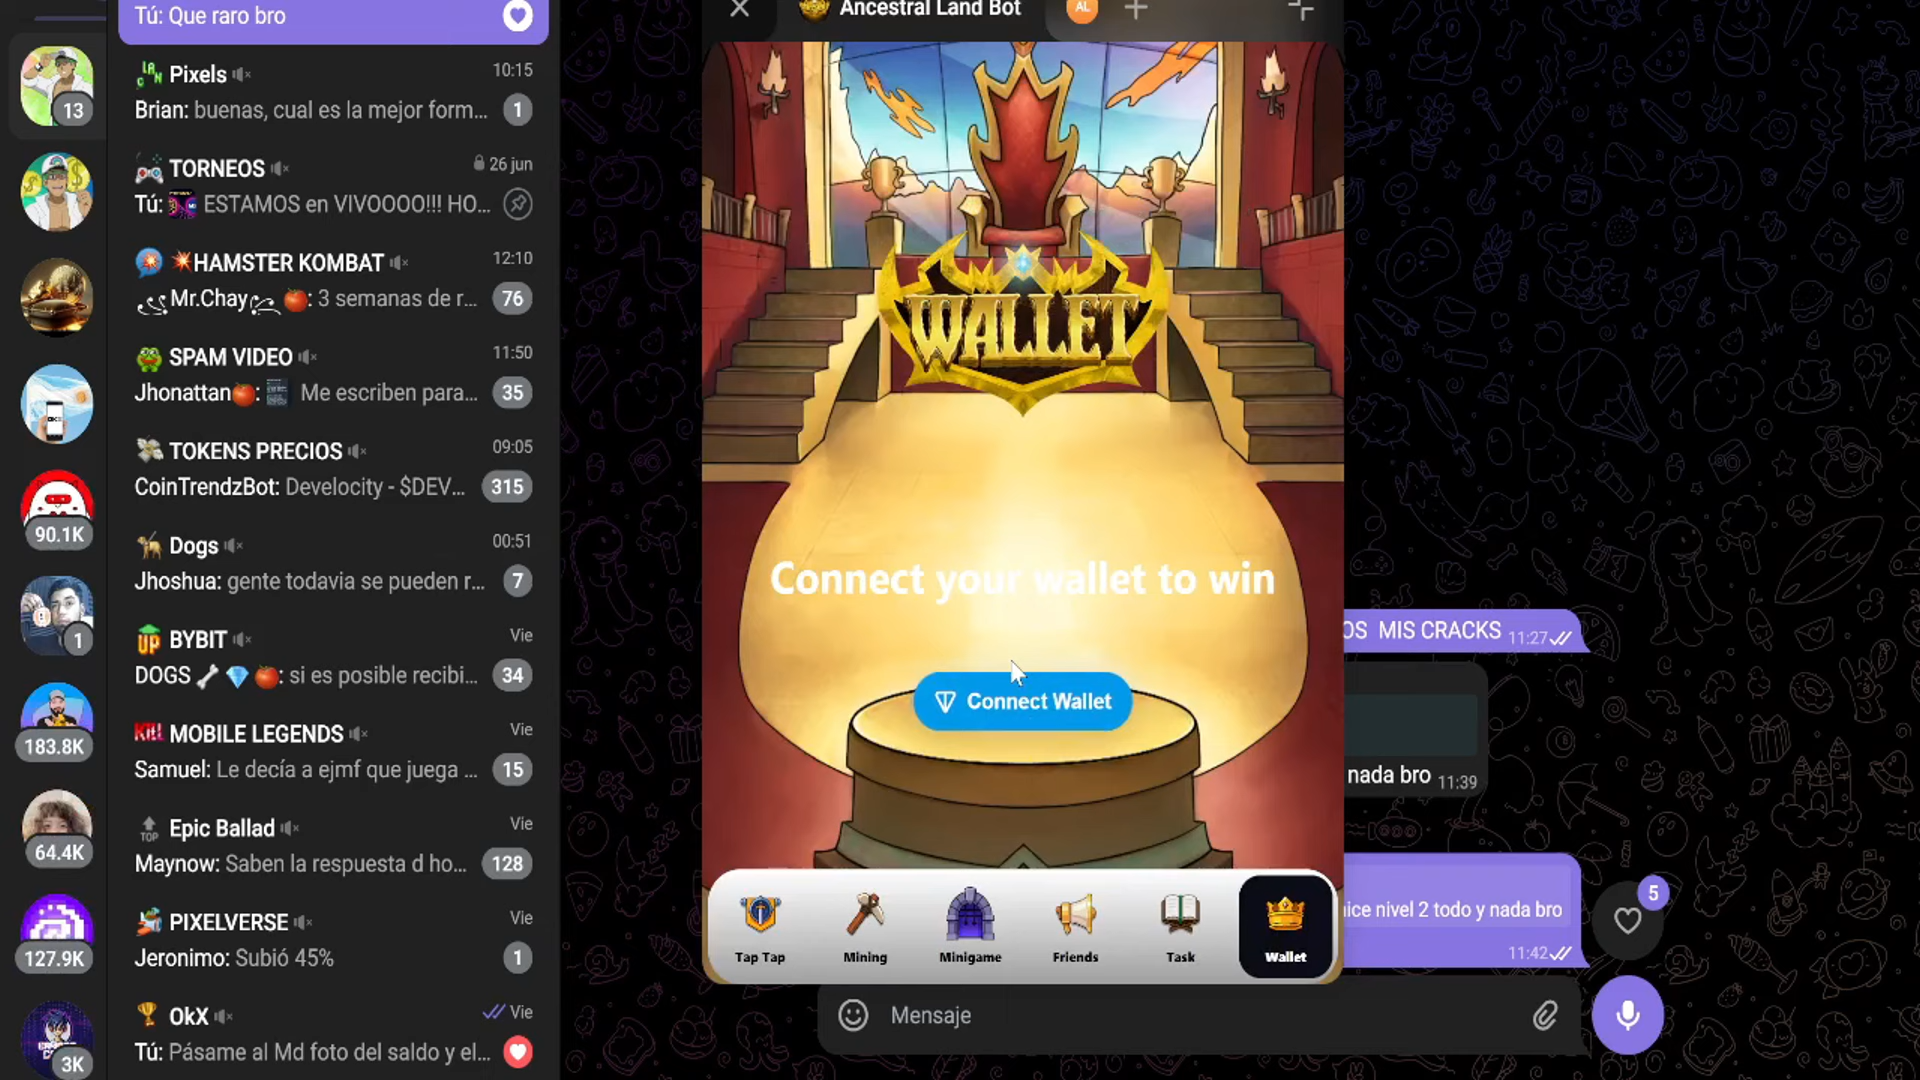 Tú: Que raro bro
13
Pixels 10:15
Brian: buenas, cual es la mejor form... 1
TORNEOS 26 jun
Tú: ESTAMOS en VIVOOOO!!! HO...
HAMSTER KOMBAT 12:10
Mr.Chay: 3 semanas de r... 76
SPAM VIDEO 11:50
Jhonattan: Me escriben para... 35
TOKENS PRECIOS 09:05
CoinTrendzBot: Develocity - $DEV... 315
90.1K
Dogs 00:51
Jhoshua: gente todavia se pueden r... 7
1
BYBIT Vie
DOGS: si es posible recibi... 34
183.8K
MOBILE LEGENDS Vie
Samuel: Le decía a ejmf que juega ... 15
64.4K
TOP Epic Ballad Vie
Maynow: Saben la respuesta d ho... 128
127.9K
PIXELVERSE Vie
Jeronimo: Subió 45% 1
3K
OkX Vie
Tú: Pásame al Md foto del saldo y el...
Ancestral Land Bot AL
WALLET
Connect your wallet to win
Connect Wallet
Tap Tap Mining Minigame Friends Task Wallet
OS MIS CRACKS 11:27
nada bro 11:39
ice nivel 2 todo y nada bro
11:42
5
Mensaje